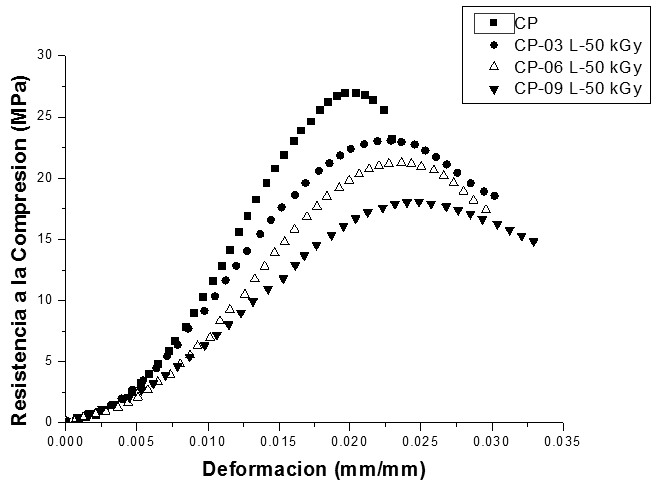 CP
CP-03 L-50 kGy
CP-06 L-50 kGy
CP-09 L-50 kGy
Resistencia a la Compresion (MPa)
30
25
20
15
10
5
0
0.000 0.005 0.010 0.015 0.020 0.025 0.030 0.035
Deformacion (mm/mm)